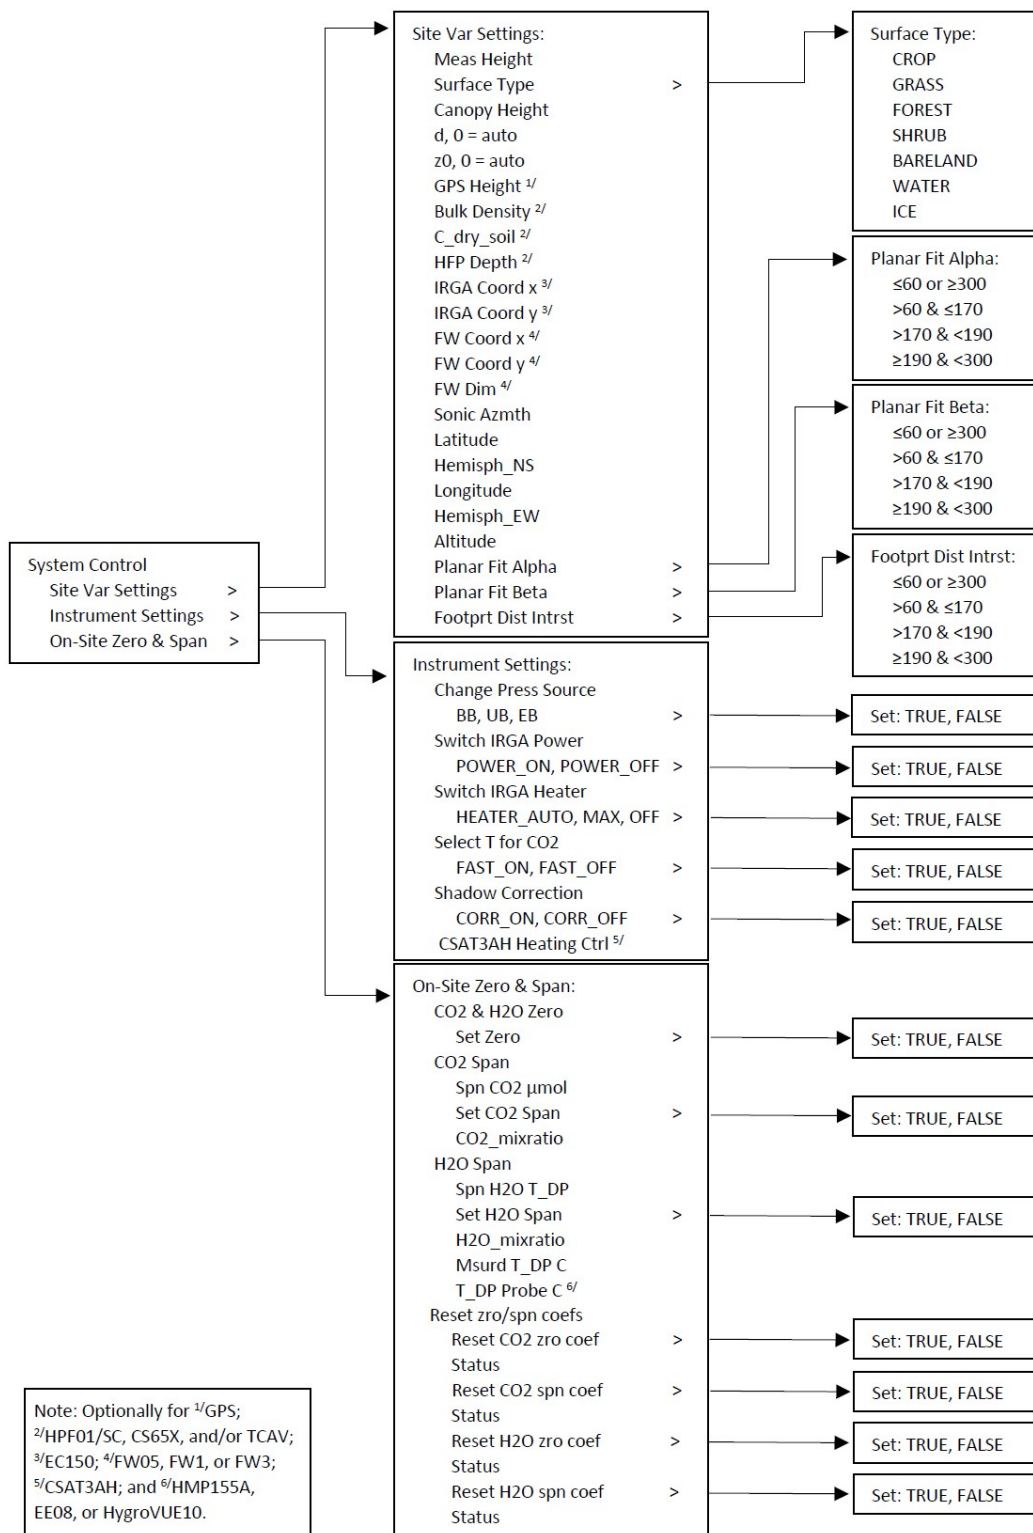 System Control
Site Var Settings >
Instrument Settings >
On-Site Zero & Span >
Site Var Settings:
Meas Height
Surface Type >
Canopy Height
d, 0 = auto
z0, 0 = auto
GPS Height 1/
Bulk Density 2/
C_dry_soil 2/
HFP Depth 2/
IRGA Coord x 3/
IRGA Coord y 3/
FW Coord x 4/
FW Coord y 4/
FW Dim 4/
Sonic Azmth
Latitude
Hemisph_NS
Longitude
Hemisph_EW
Altitude
Planar Fit Alpha >
Planar Fit Beta >
Footprt Dist Intrst >
Surface Type:
CROP
GRASS
FOREST
SHRUB
BARELAND
WATER
ICE
Planar Fit Alpha:
≤60 or ≥300
>60 & ≤170
>170 & <190
≥190 & <300
Planar Fit Beta:
≤60 or ≥300
>60 & ≤170
>170 & <190
≥190 & <300
Footprt Dist Intrst:
≤60 or ≥300
>60 & ≤170
>170 & <190
≥190 & <300
Instrument Settings:
Change Press Source
BB, UB, EB >
Set: TRUE, FALSE
Switch IRGA Power
POWER_ON, POWER_OFF >
Set: TRUE, FALSE
Switch IRGA Heater
HEATER_AUTO, MAX, OFF >
Set: TRUE, FALSE
Select T for CO2
FAST_ON, FAST_OFF >
Set: TRUE, FALSE
Shadow Correction
CORR_ON, CORR_OFF >
Set: TRUE, FALSE
CSAT3AH Heating Ctrl 5/
On-Site Zero & Span:
CO2 & H2O Zero
Set Zero >
Set: TRUE, FALSE
CO2 Span
Spn CO2 µmol
Set CO2 Span >
Set: TRUE, FALSE
CO2_mixratio
H2O Span
Spn H2O T_DP
Set H2O Span >
Set: TRUE, FALSE
H2O_mixratio
Msurd T_DP C
T_DP Probe C 6/
Reset zro/spn coefs
Reset CO2 zro coef >
Set: TRUE, FALSE
Status
Reset CO2 spn coef >
Set: TRUE, FALSE
Status
Reset H2O zro coef >
Set: TRUE, FALSE
Status
Reset H2O spn coef >
Set: TRUE, FALSE
Status
Note: Optionally for 1/GPS;
2/HPF01/SC, CS65X, and/or TCAV;
3/EC150; 4/FW05, FW1, or FW3;
5/CSAT3AH; and 6/HMP155A,
EE08, or HygroVUE10.